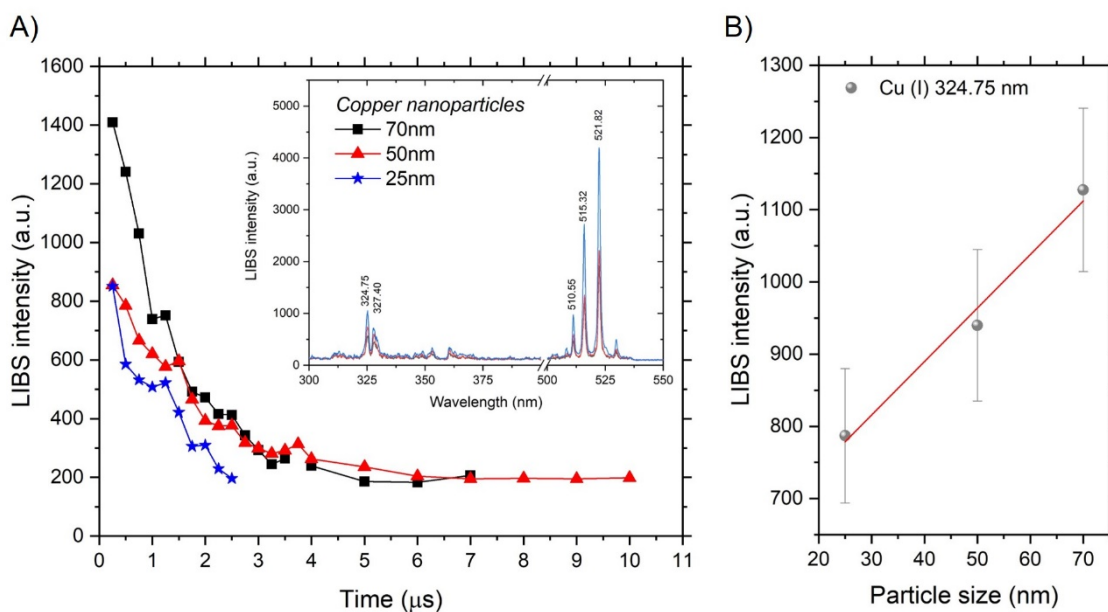 A)
LIBS intensity (a.u.)
1600
1400
1200
1000
800
600
400
200
0
0 1 2 3 4 5 6 7 8 9 10 11
Time (μs)
Copper nanoparticles
70nm
50nm
25nm
LIBS intensity (a.u.)
5000
4000
3000
2000
1000
0
324.75
327.40
510.55
515.32
521.82
300 325 350 375 500 525 550
Wavelength (nm)
B)
LIBS intensity (a.u.)
1300
1200
1100
1000
900
800
700
Cu (I) 324.75 nm
20 30 40 50 60 70
Particle size (nm)